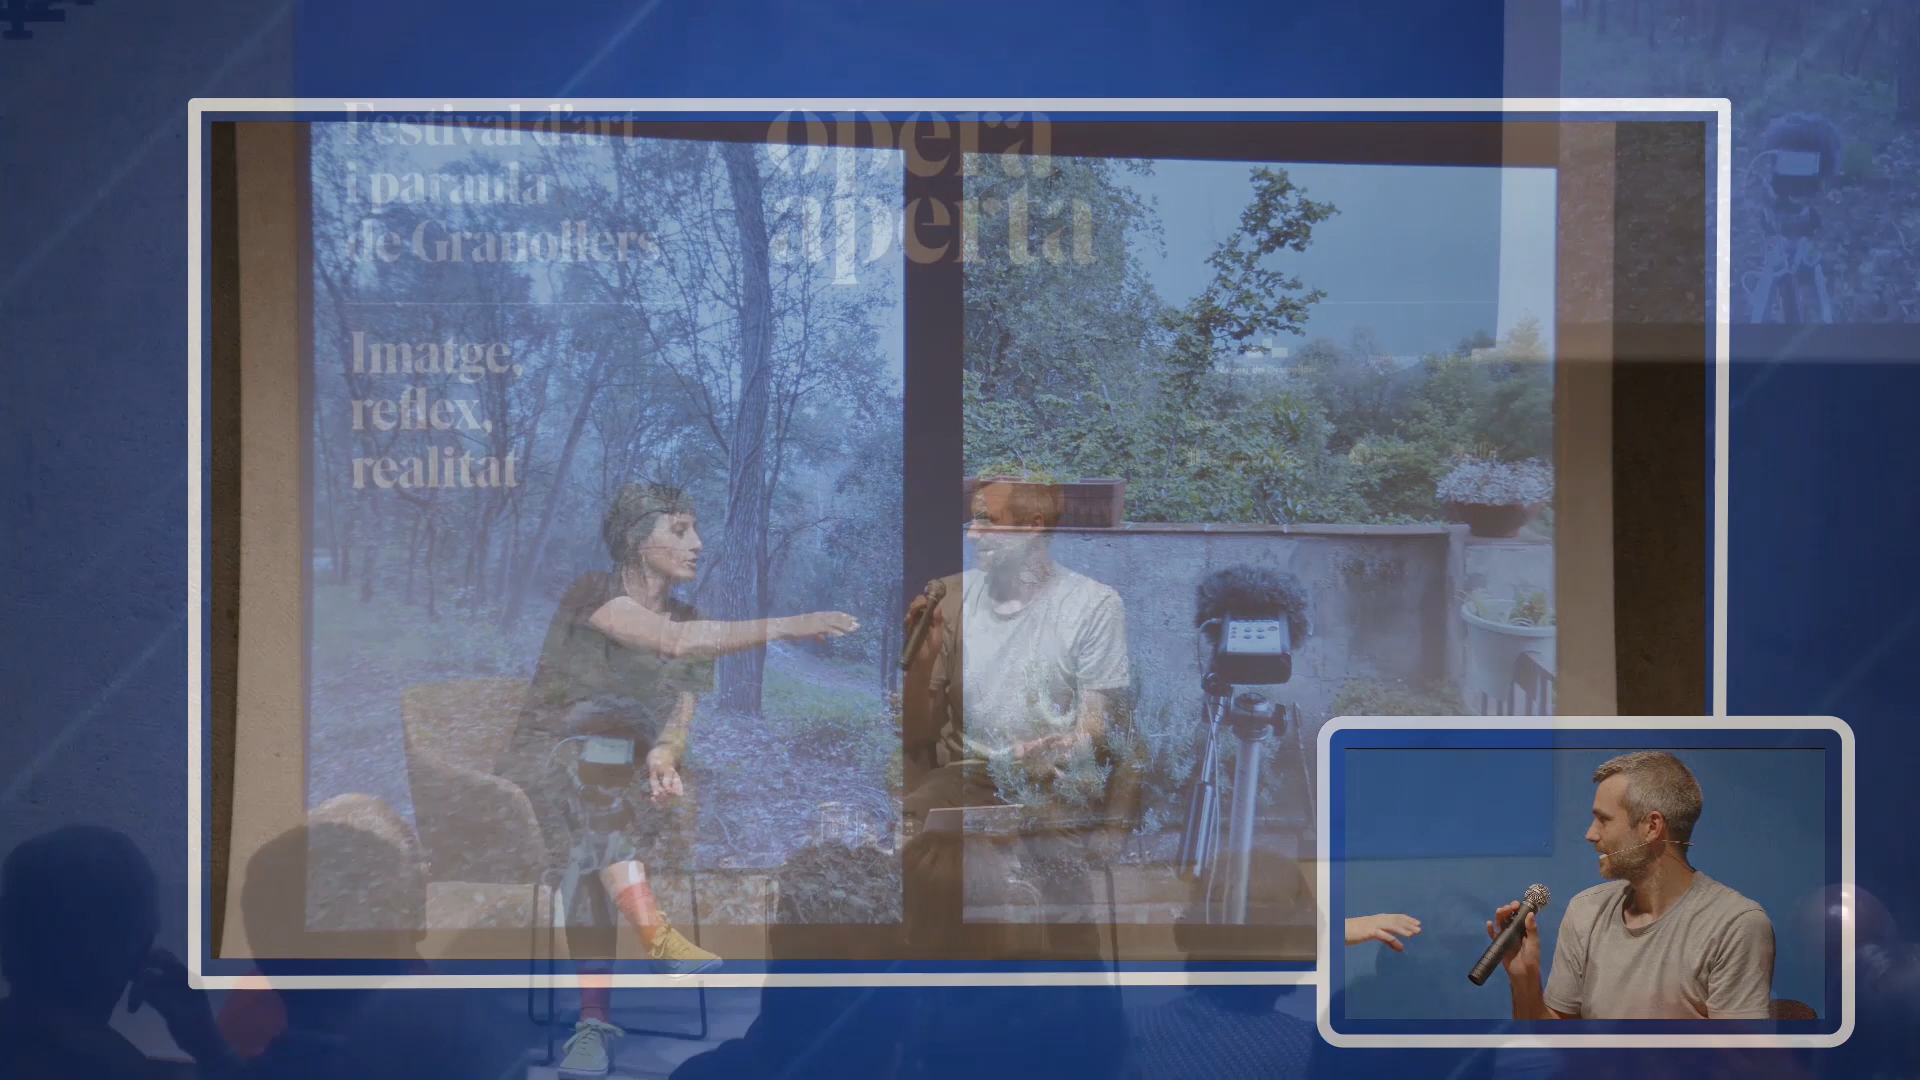 Festival d'art
i paraula
de Granollers
opera
aperta
Imatge,
reflex,
realitat